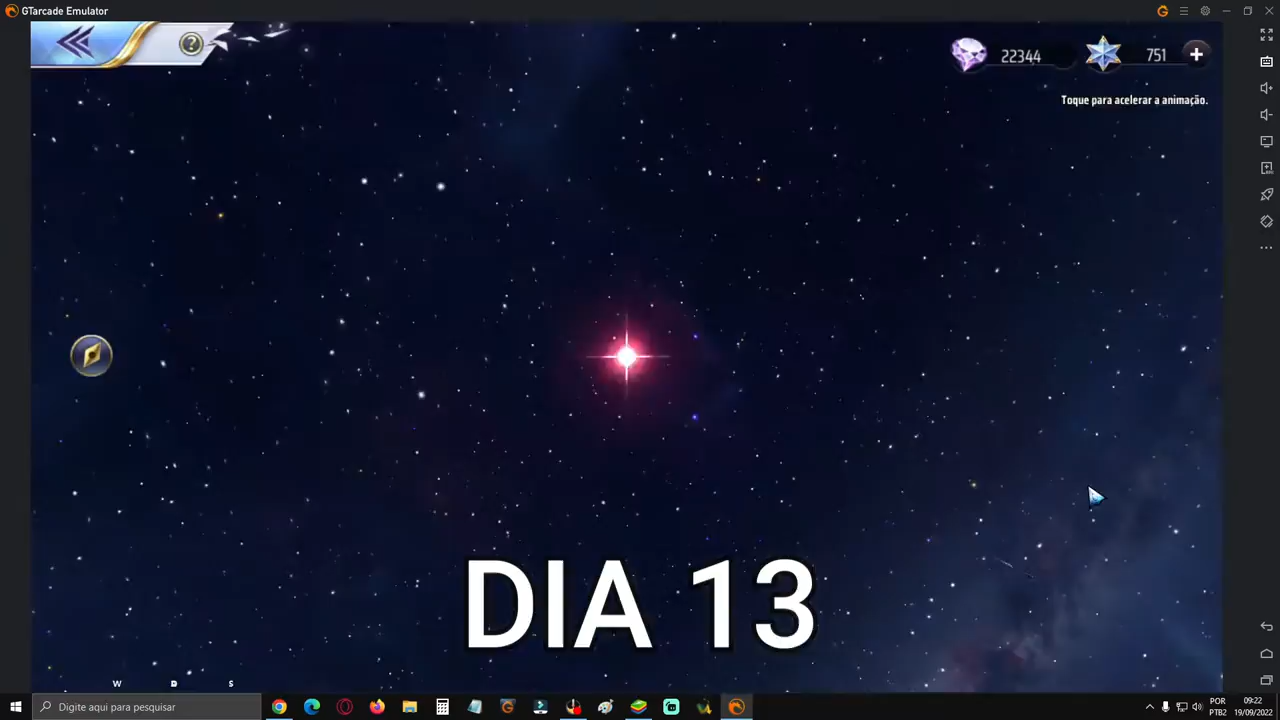 GTarcade Emulator
?
22344
751
Toque para acelerar a animação.
DIA 13
W D S
Digite aqui para pesquisar
POR
PTB2
09:22
19/09/2022